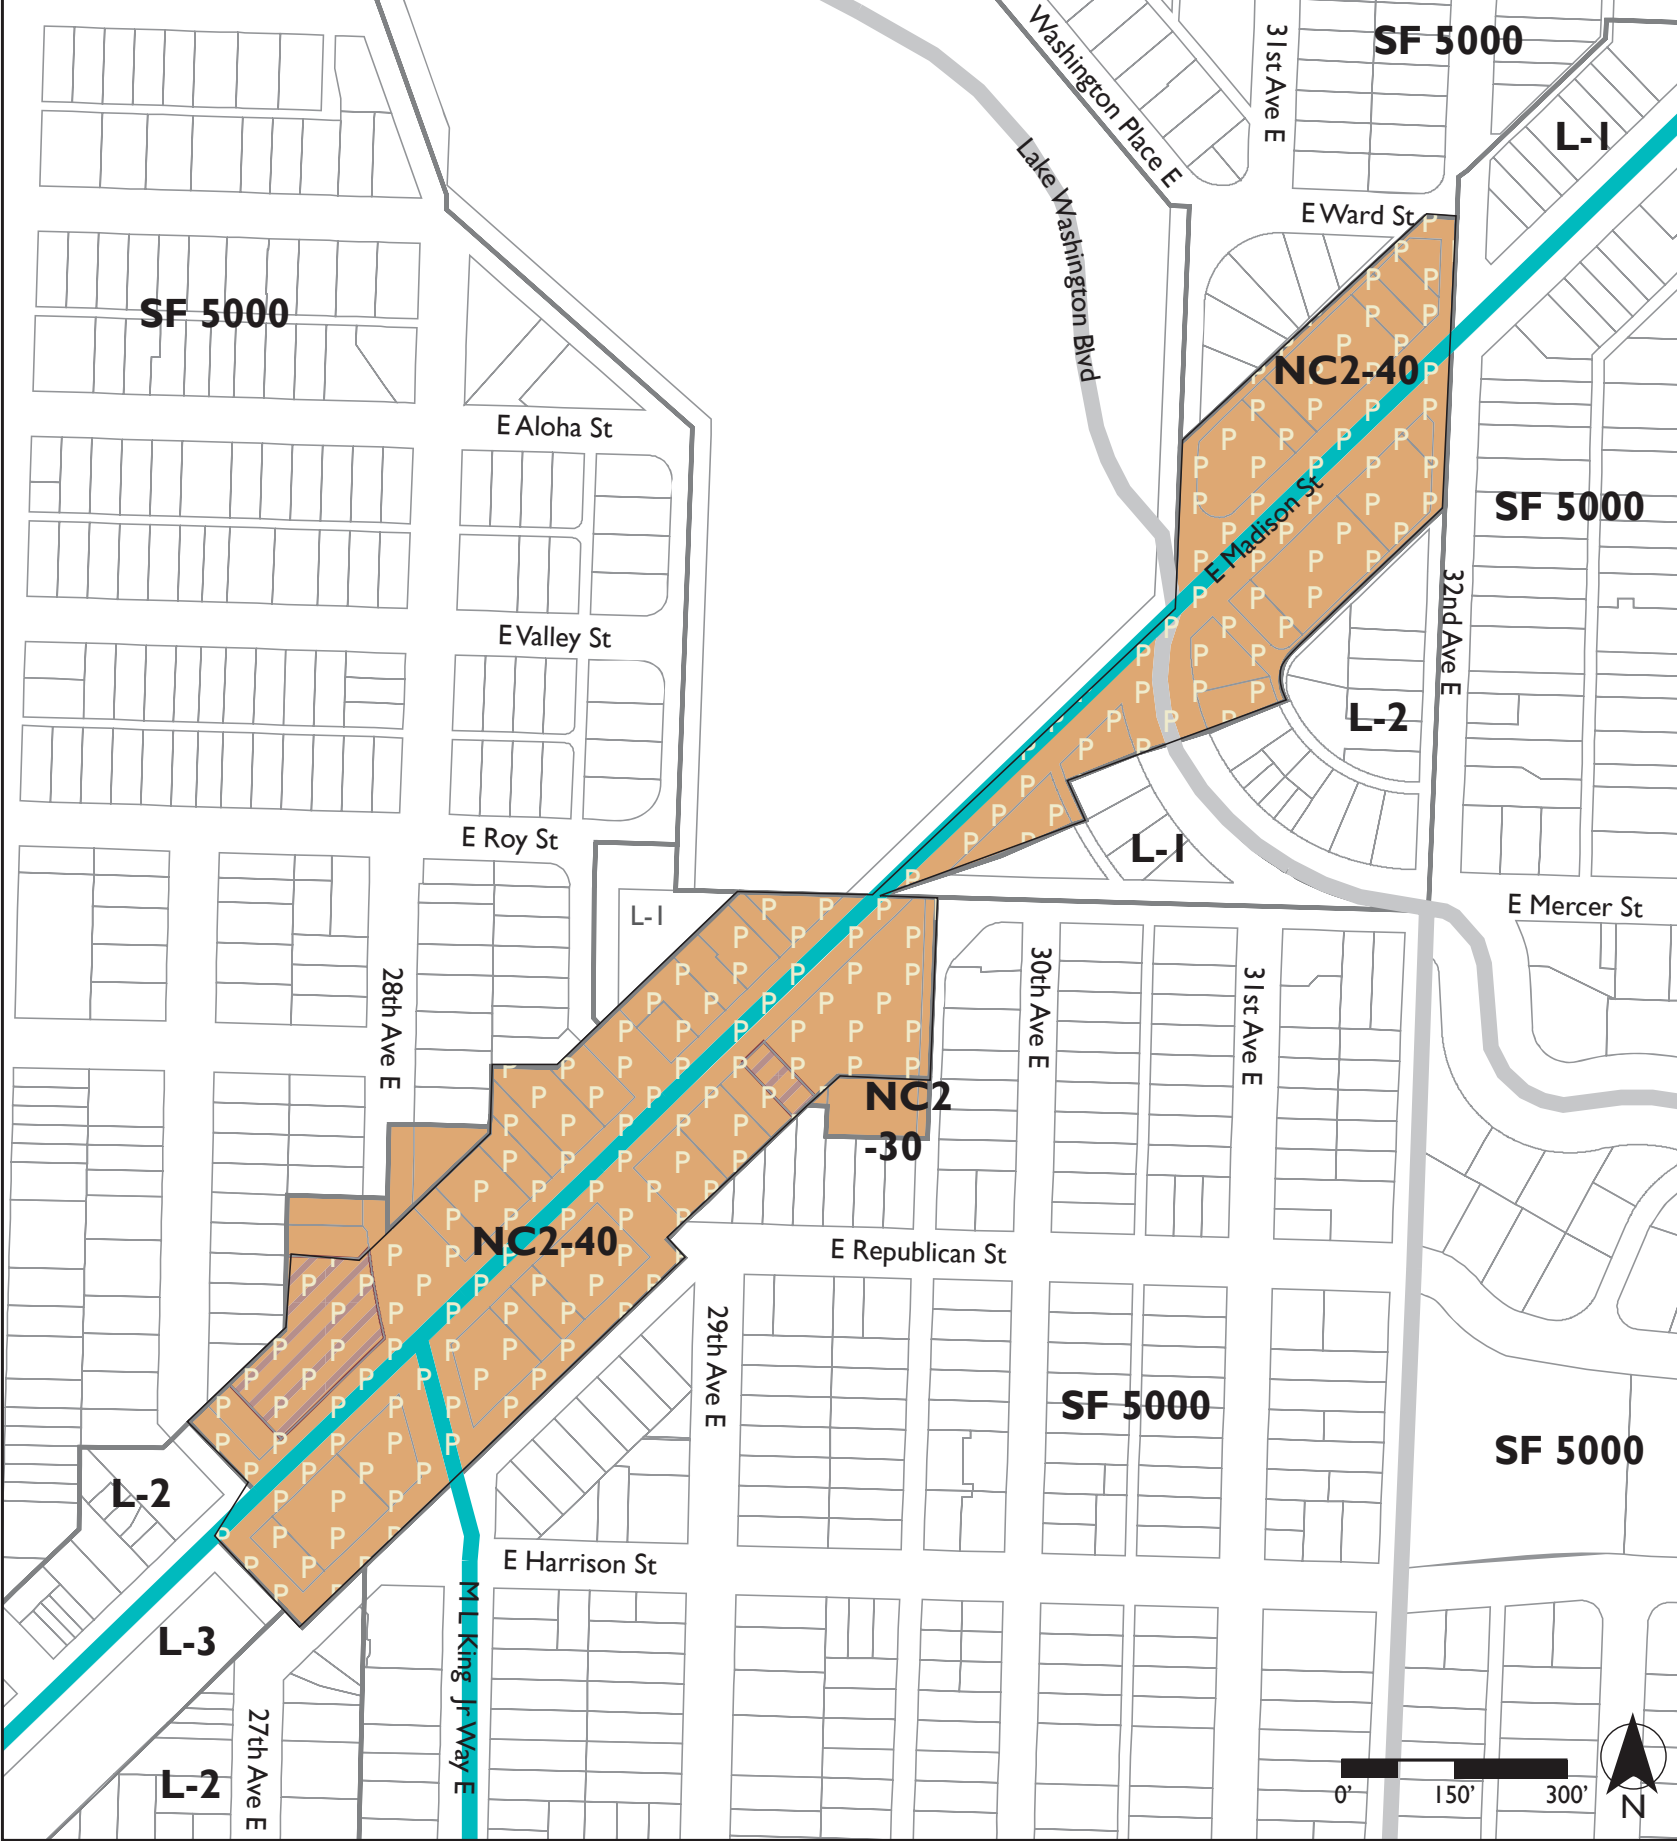 SF 5000
Washington Place E
31st Ave E
L-1
Lake Washington Blvd
E Ward St
SF 5000
NC2-40
E Aloha St
E Madison St
SF 5000
E Valley St
32nd Ave E
L-2
E Roy St
L-1
L-1
E Mercer St
28th Ave E
30th Ave E
31st Ave E
NC2
-30
NC2-40
E Republican St
29th Ave E
SF 5000
SF 5000
L-2
E Harrison St
L-3
M L King Jr Way E
27th Ave E
L-2
0' 150' 300'
N
P